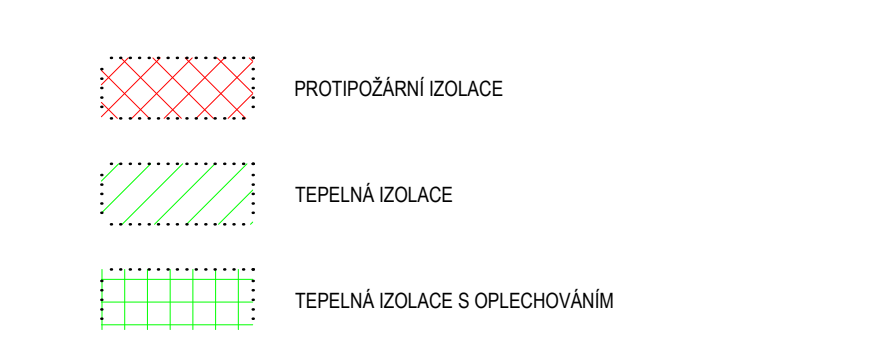 PROTIPOŽÁRNÍ IZOLACE
TEPELNÁ IZOLACE
TEPELNÁ IZOLACE S OPLECHOVÁNÍM